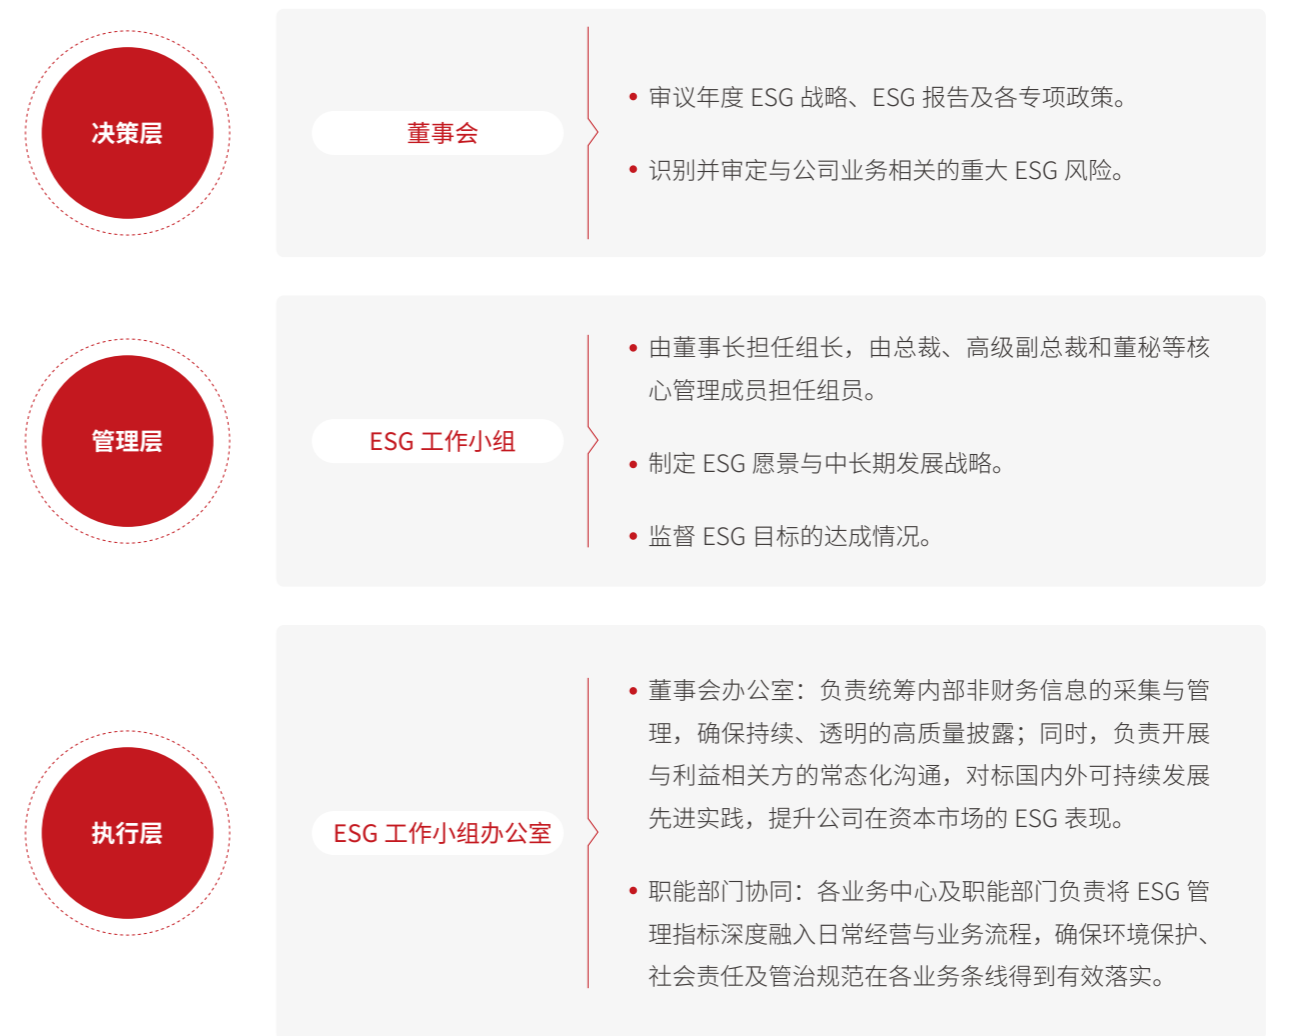 决策层
董事会
审议年度 ESG 战略、ESG 报告及各专项政策。
识别并审定与公司业务相关的重大 ESG 风险。
管理层
ESG 工作小组
由董事长担任组长，由总裁、高级副总裁和董秘等核
心管理成员担任组员。
制定 ESG 愿景与中长期发展战略。
监督 ESG 目标的达成情况。
执行层
ESG 工作小组办公室
董事会办公室：负责统筹内部非财务信息的采集与管
理，确保持续、透明的高质量披露；同时，负责开展
与利益相关方的常态化沟通，对标国内外可持续发展
先进实践，提升公司在资本市场的 ESG 表现。
职能部门协同：各业务中心及职能部门负责将 ESG 管
理指标深度融入日常经营与业务流程，确保环境保护、
社会责任及管治规范在各业务条线得到有效落实。